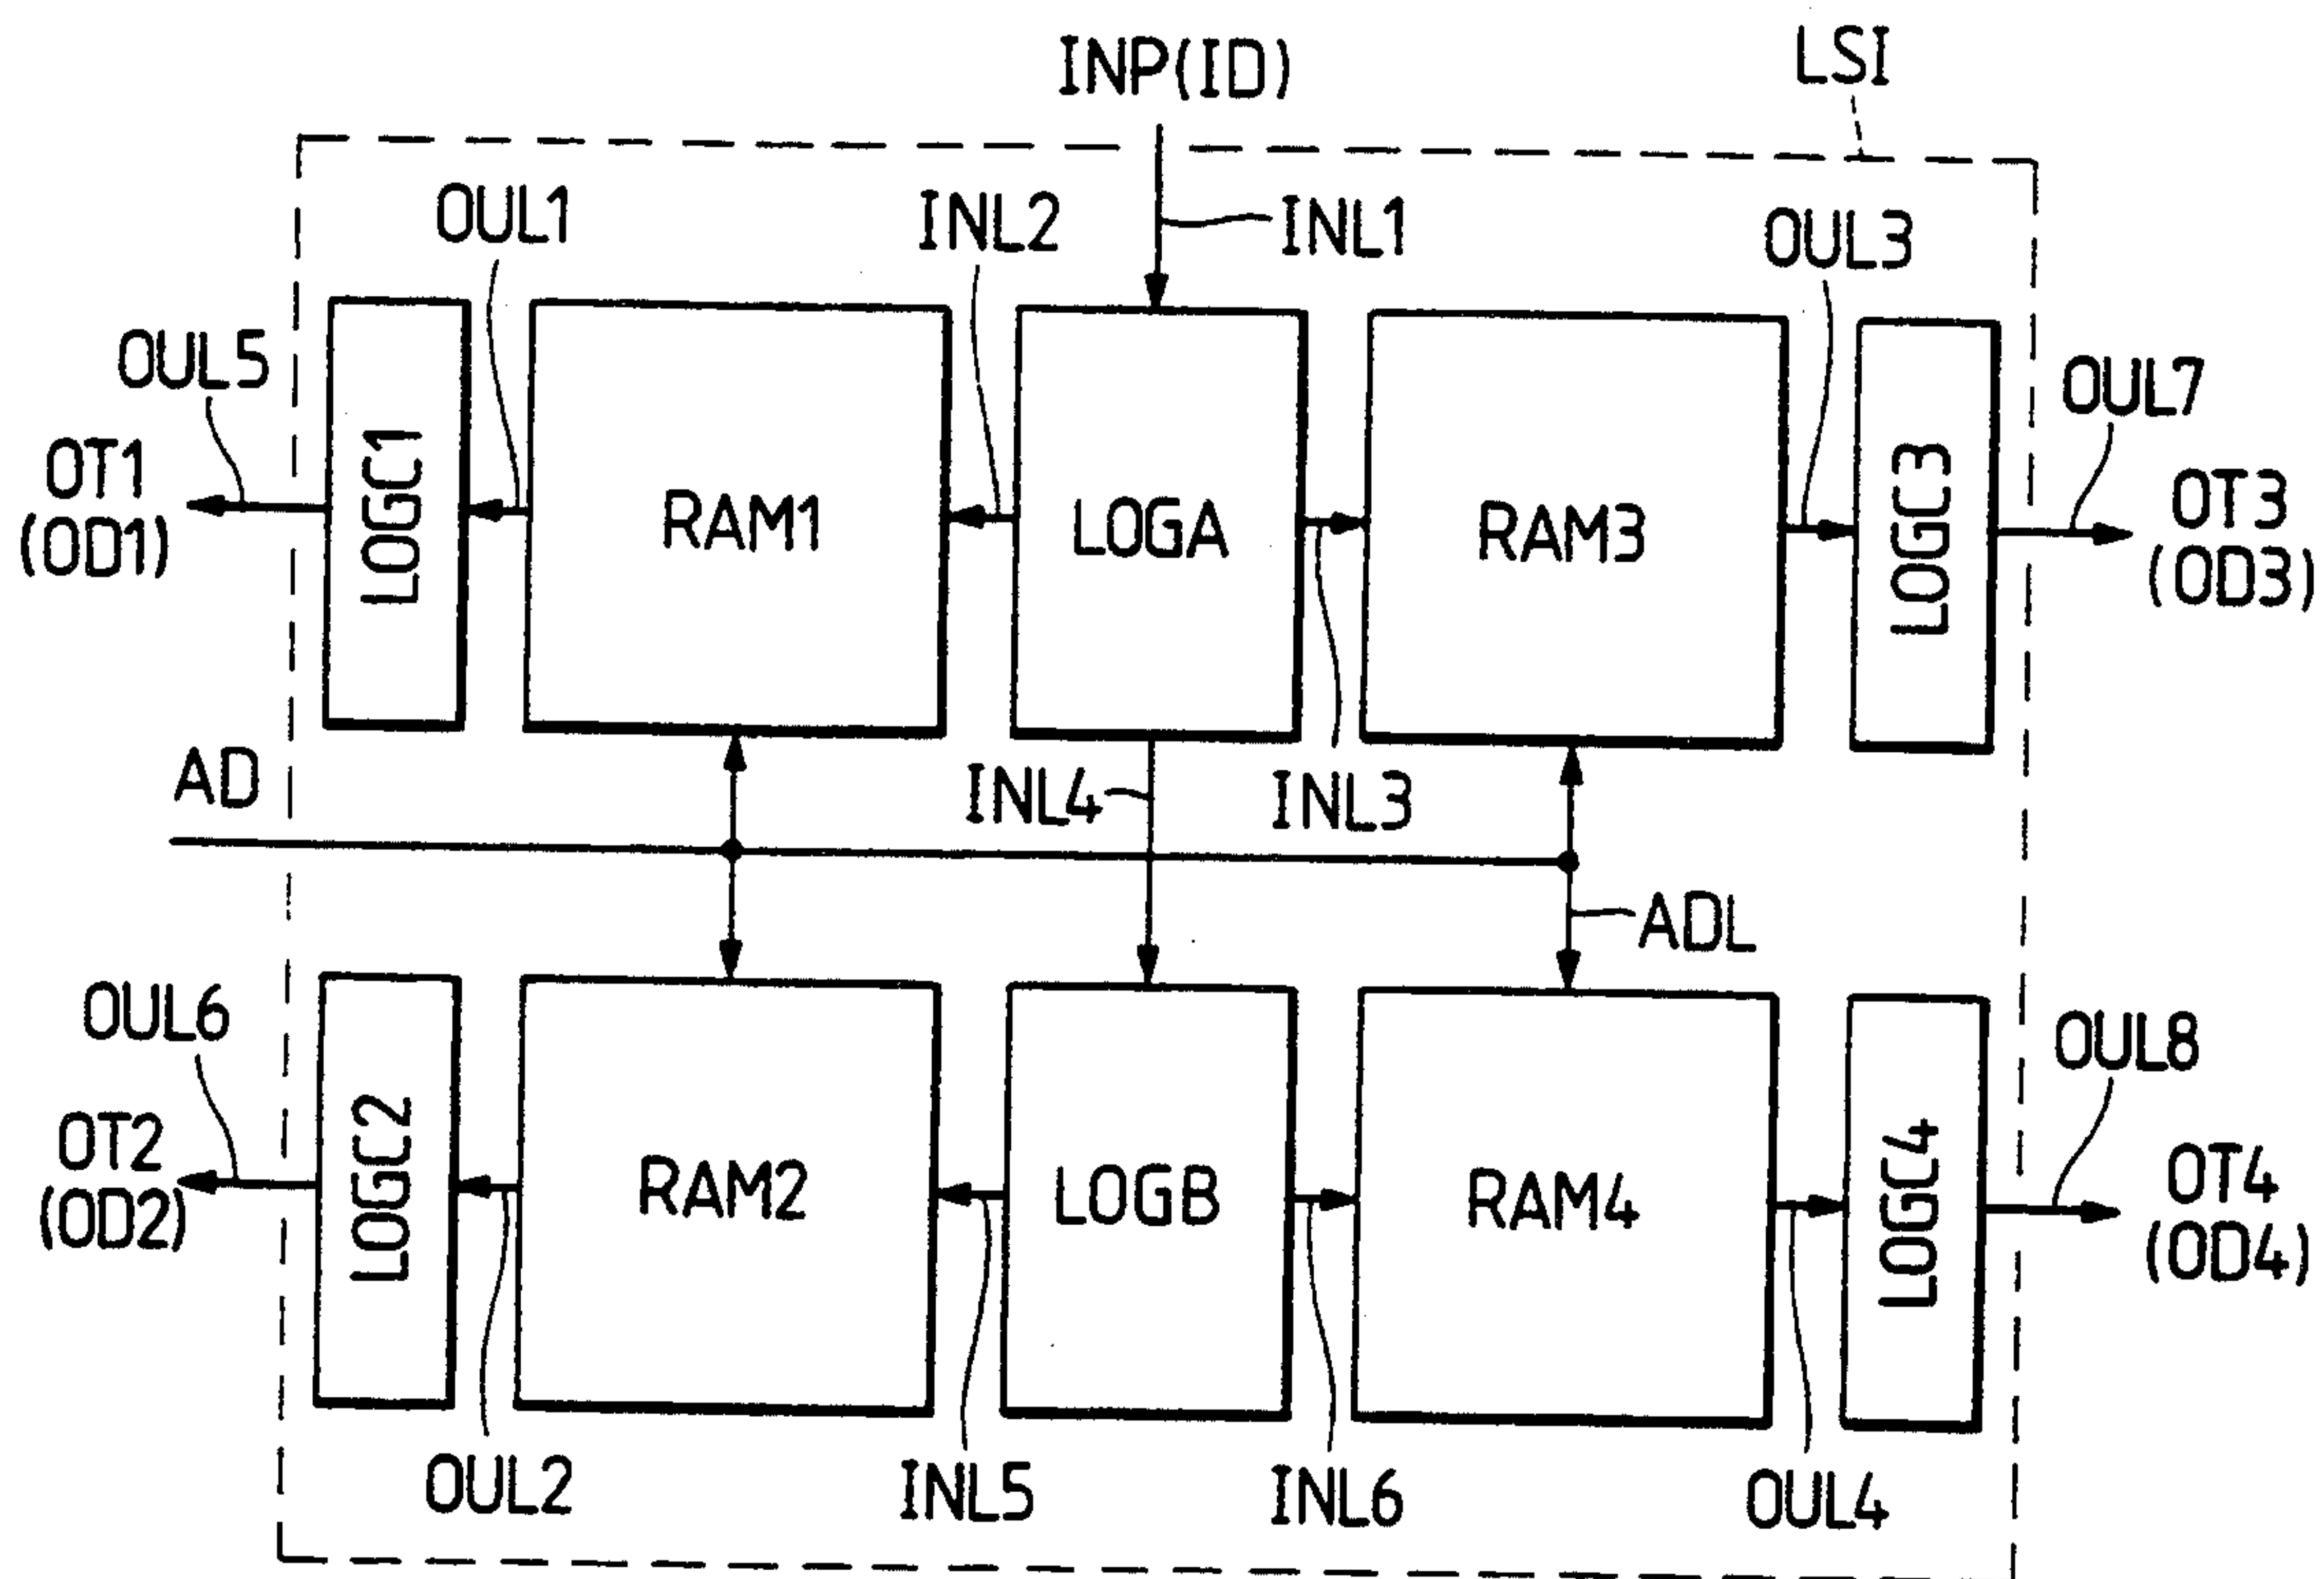 INP(ID)
LSI
OUL1
INL2
INL1
OUL3
OUL5
OUL7
OT1
(OD1)
LOGC1
RAM1
LOGA
RAM3
LOGC3
OT3
(OD3)
AD
INL4
INL3
ADL
OUL6
OUL8
OT2
(OD2)
LOGC2
RAM2
LOGB
RAM4
LOGC4
OT4
(OD4)
OUL2
INL5
INL6
OUL4